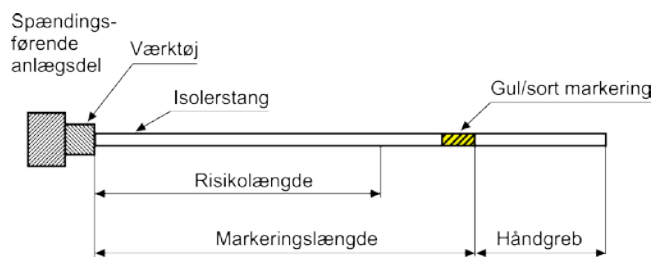 Spændings-
førende
anlægsdel
Værktøj
Isolerstang
Gul/sort markering
Risikolængde
Markeringslængde
Håndgreb